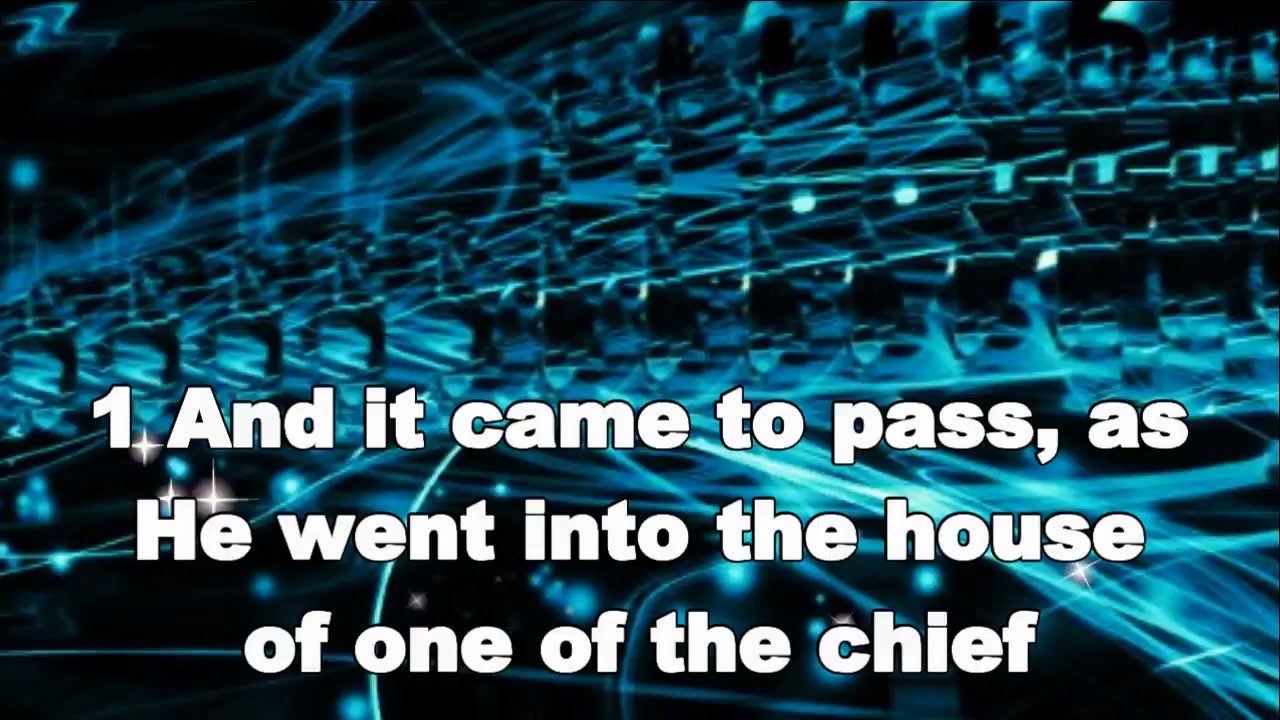 1 And it came to pass, as
He went into the house
of one of the chief